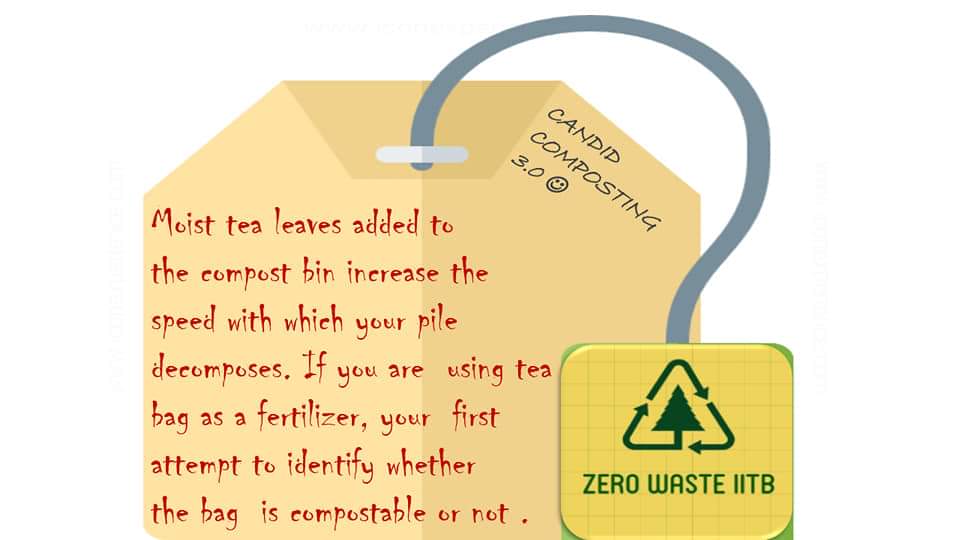 CANDID
COMPOSTING
3.0 ☺
Moist tea leaves added to
the compost bin increase the
speed with which your pile
decomposes. If you are using tea
bag as a fertilizer, your first
attempt to identify whether
the bag is compostable or not .
ZERO WASTE IITB